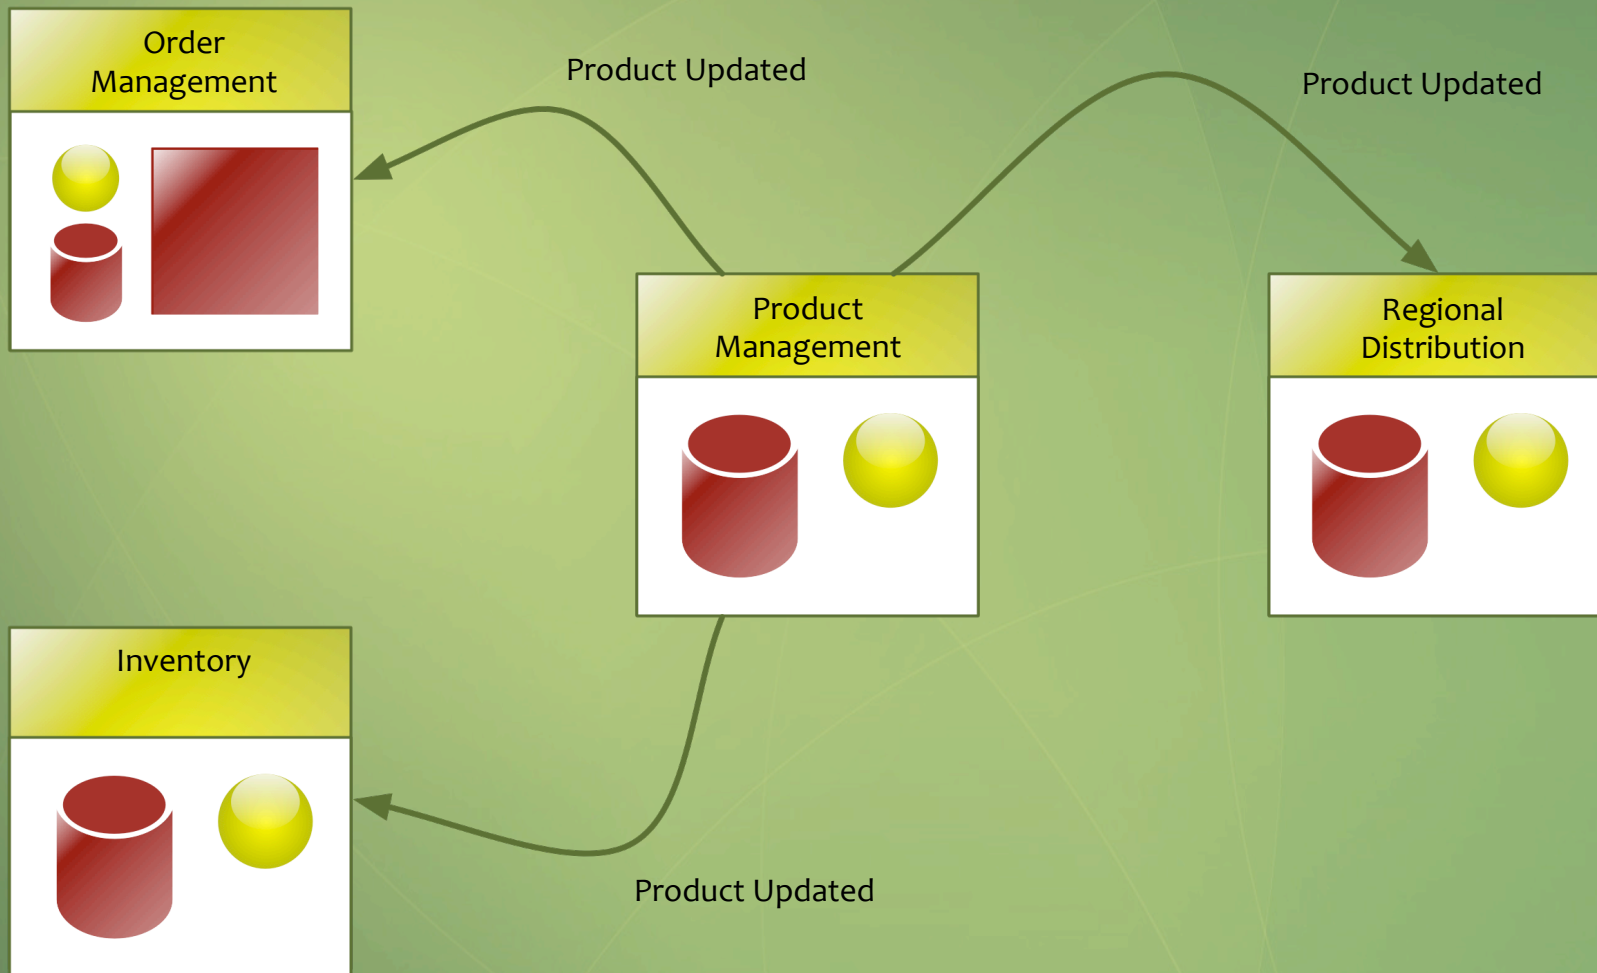 Order
Management
Product Updated
Product Updated
Product
Management
Regional
Distribution
Inventory
Product Updated